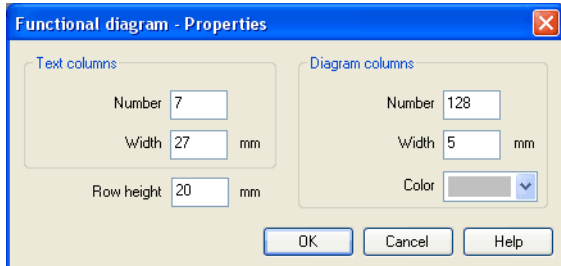 Functional diagram - Properties
Text columns
Number 7
Width 27 mm
Row height 20 mm
Diagram columns
Number 128
Width 5 mm
Color
OK Cancel Help